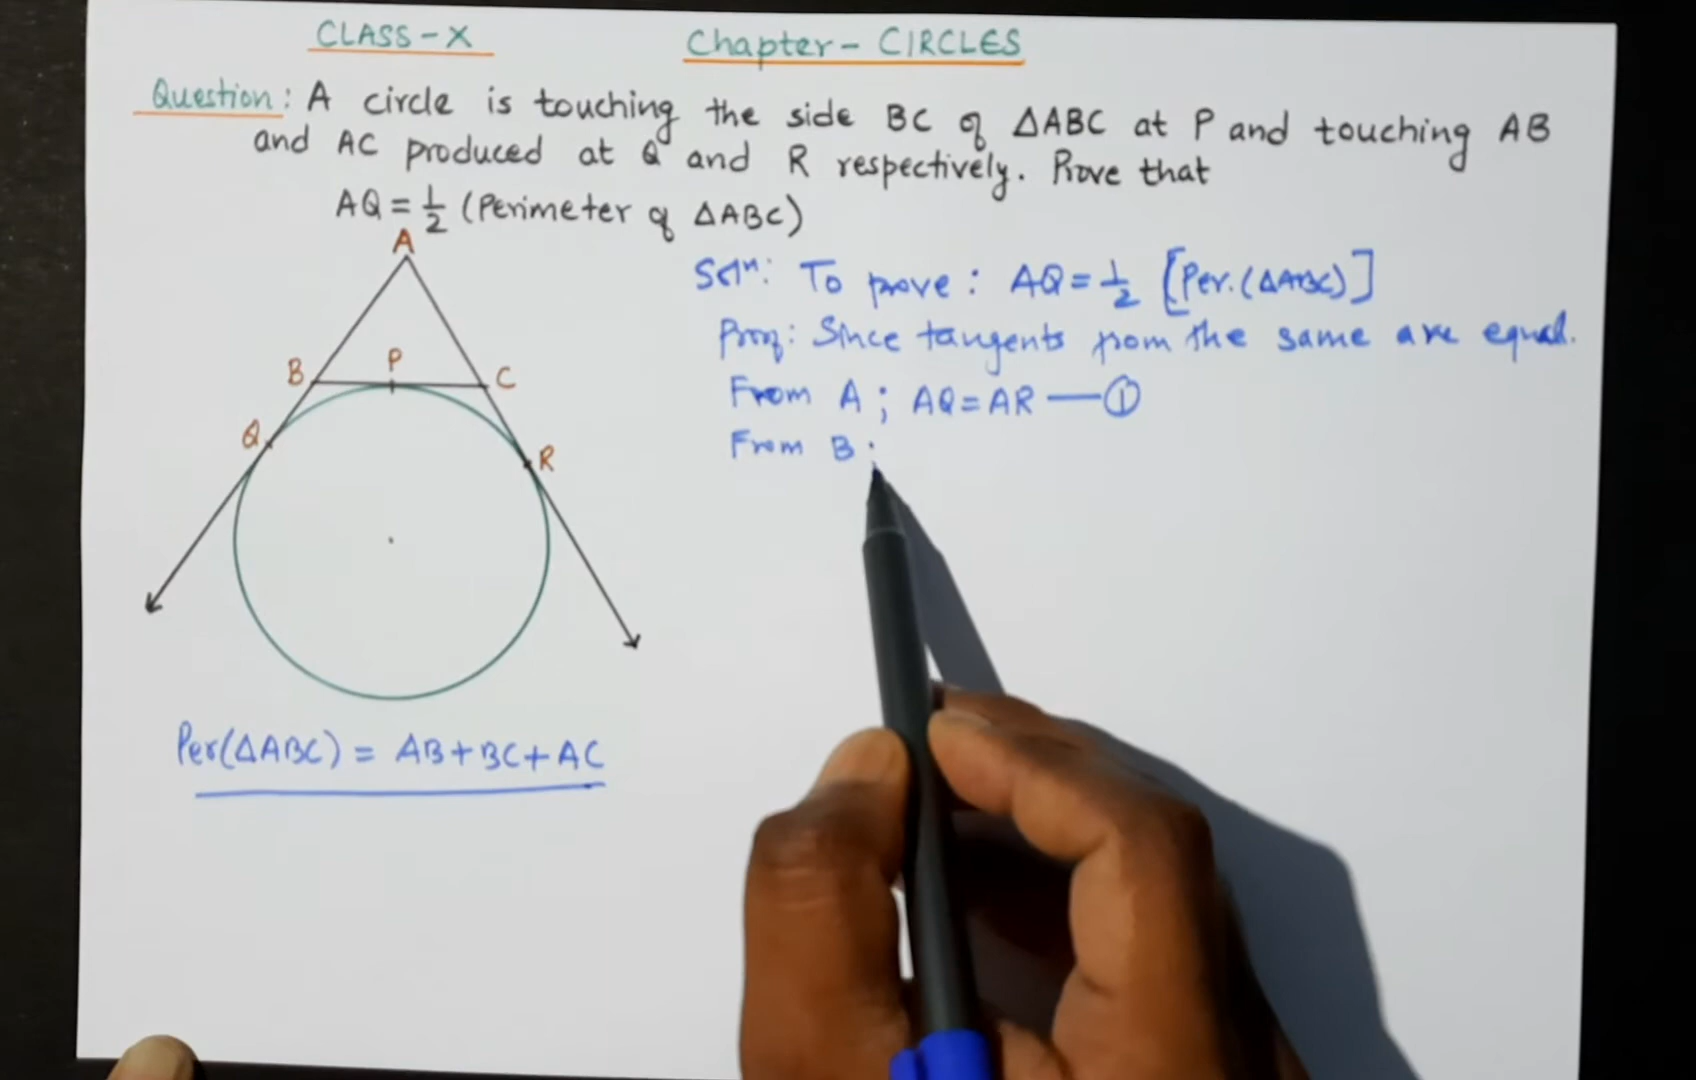 CLASS-X
Chapter- CIRCLES
Question: A circle is touching the side BC of ΔABC at P and touching AB
and AC produced at Q and R respectively. Prove that
AQ = 1/2 (Perimeter of ΔABC)
A
B
P
C
Q
R
Per(ΔABC) = AB+BC+AC
Solⁿ: To prove: AQ = 1/2 [Per.(ΔABC)]
Proof: Since tangents from the same are equal.
From A; AQ = AR — ①
From B;